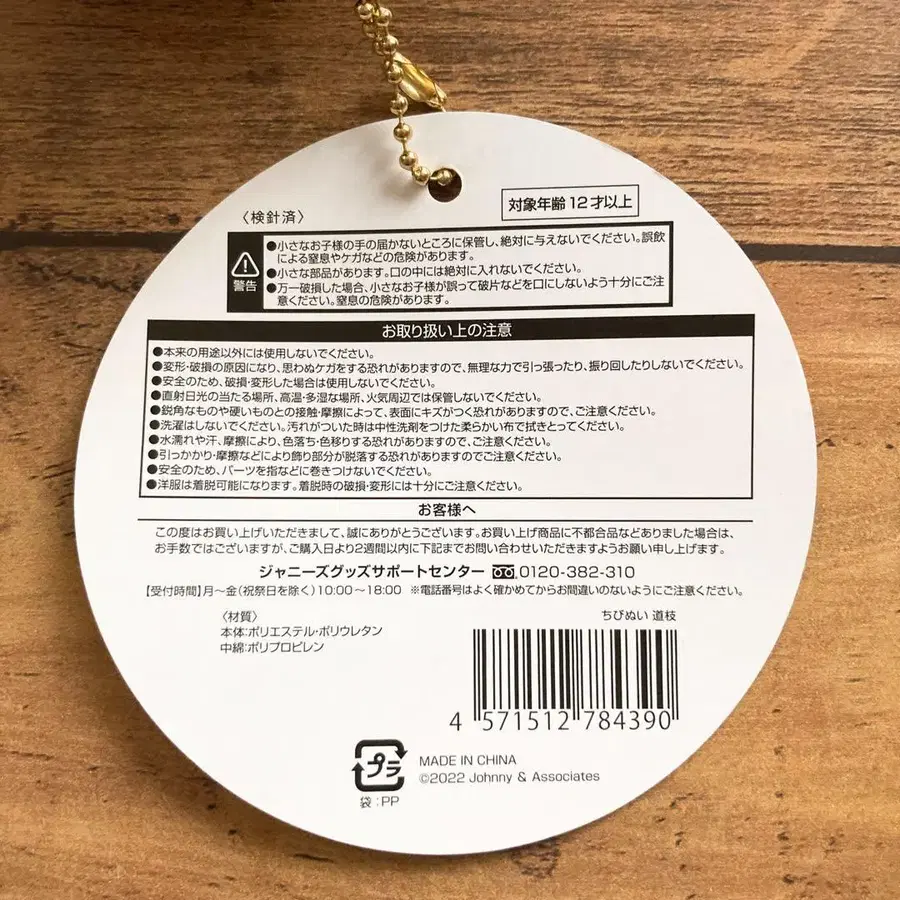 〈検針済〉
対象年齢12才以上
警告
●小さなお子様の手の届かないところに保管し、絶対に与えないでください。誤飲
による窒息やケガなどの危険があります。
●小さな部品があります。口の中には絶対に入れないでください。
●万一破損した場合、小さなお子様が誤って破片などを口にしないよう十分にご注
意ください。窒息の危険があります。
お取り扱い上の注意
●本来の用途以外には使用しないでください。
●変形・破損の原因になり、思わぬケガをする恐れがありますので、無理な力で引っ張ったり、振り回したりしないでください。
●安全のため、破損・変形した場合は使用しないでください。
●直射日光の当たる場所、高温・多湿な場所、火気周辺では保管しないでください。
●鋭角なものや硬いものとの接触・摩擦によって、表面にキズがつく恐れがありますので、ご注意ください。
●洗濯はしないでください。汚れがついた時は中性洗剤をつけた柔らかい布で拭きとってください。
●水濡れや汗、摩擦により、色落ち・色移りする恐れがありますので、ご注意ください。
●引っかかり・摩擦などにより飾り部分が脱落する恐れがありますのでご注意ください。
●安全のため、パーツを指などに巻きつけないでください。
●洋服は着脱可能になります。着脱時の破損・変形には十分にご注意ください。
お客様へ
この度はお買い上げいただきまして、誠にありがとうございます。お買い上げ商品に不都合品などありました場合は、
お手数ではございますが、ご購入日より2週間以内に下記までお問い合わせいただきますようお願い申し上げます。
ジャニーズグッズサポートセンター 0120-382-310
【受付時間】月～金(祝祭日を除く)10:00～18:00 ※電話番号はよく確かめてからお間違いのないようにご注意ください。
〈材質〉
本体:ポリエステル・ポリウレタン
中綿:ポリプロピレン
ちびぬい 道枝
4 571512 784390
プラ
袋:PP
MADE IN CHINA
©2022 Johnny & Associates